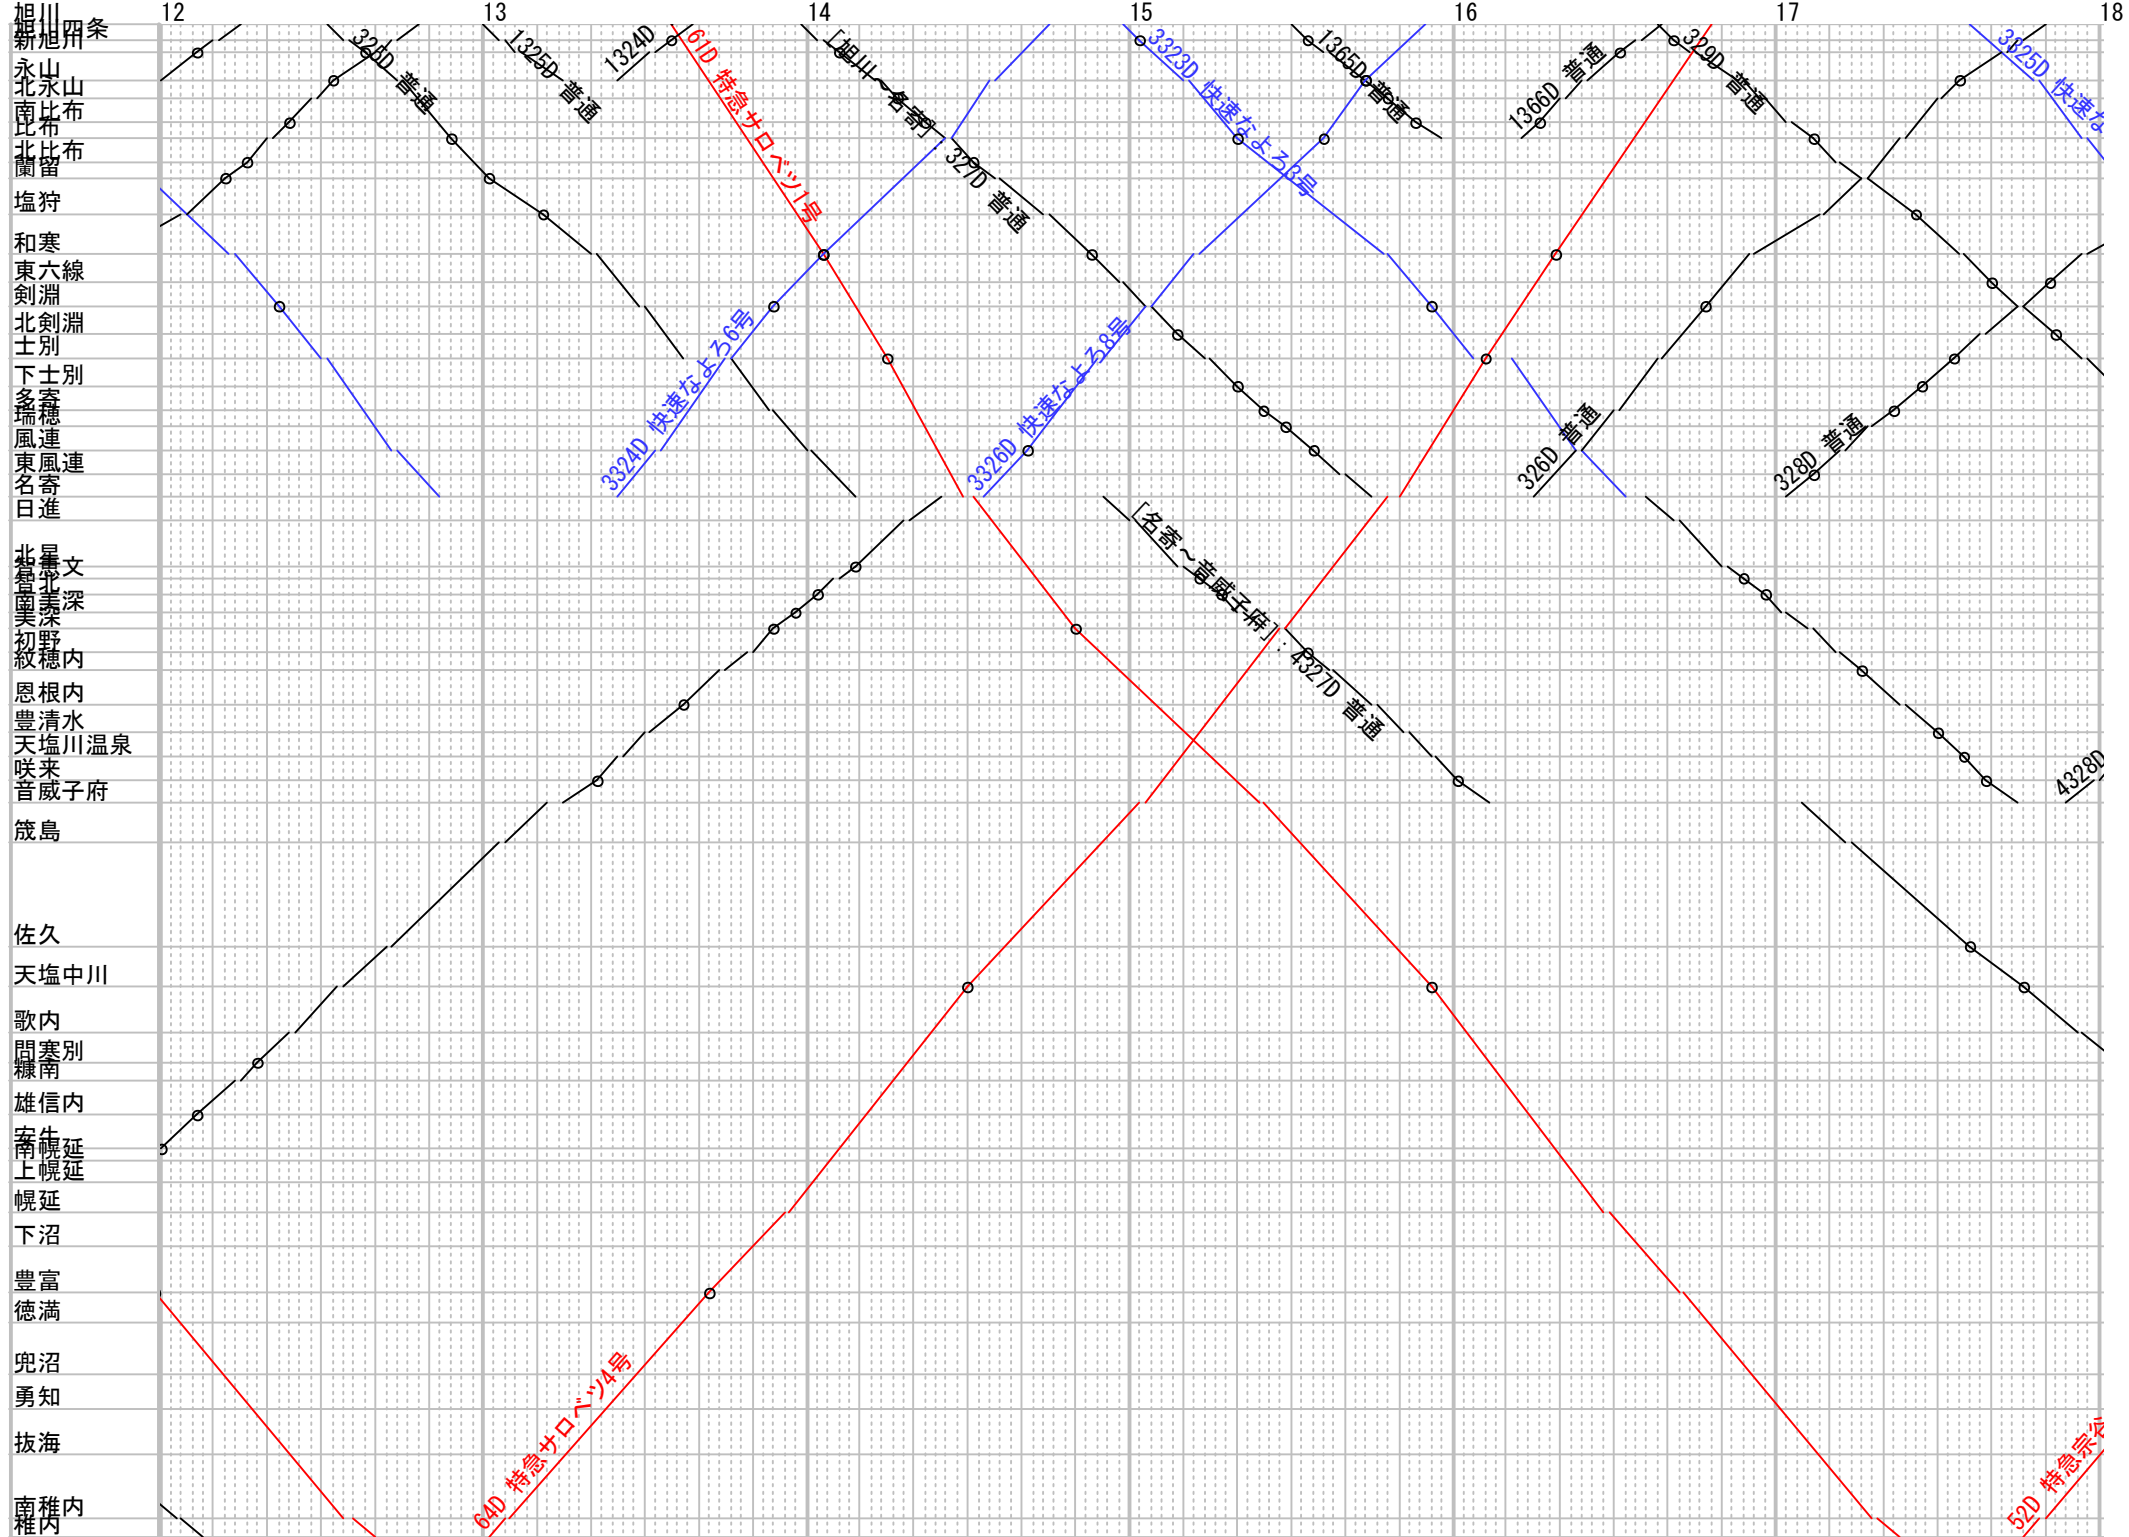 12 13 14 15 16 17 18
旭川
旭川四条
新旭川
永山
北永山
南比布
比布
北比布
蘭留
塩狩
和寒
東六線
剣淵
北剣淵
士別
下士別
多寄
瑞穂
風連
東風連
名寄
日進
北星
智恵文
智北
南美深
美深
初野
紋穂内
恩根内
豊清水
天塩川温泉
咲来
音威子府
筬島
佐久
天塩中川
歌内
問寒別
糠南
雄信内
安牛
南幌延
上幌延
幌延
下沼
豊富
徳満
兜沼
勇知
抜海
南稚内
稚内
325D 普通
1325D 普通
1324D
61D 特急サロベツ1号
[旭川～名寄]：327D 普通
3323D 快速なよろ3号
1365D 普通
1366D 普通
329D 普通
3325D 快速な
3324D 快速なよろ6号
3326D 快速なよろ8号
326D 普通
328D 普通
[名寄～音威子府]：4327D 普通
4328D
64D 特急サロベツ4号
52D 特急宗谷